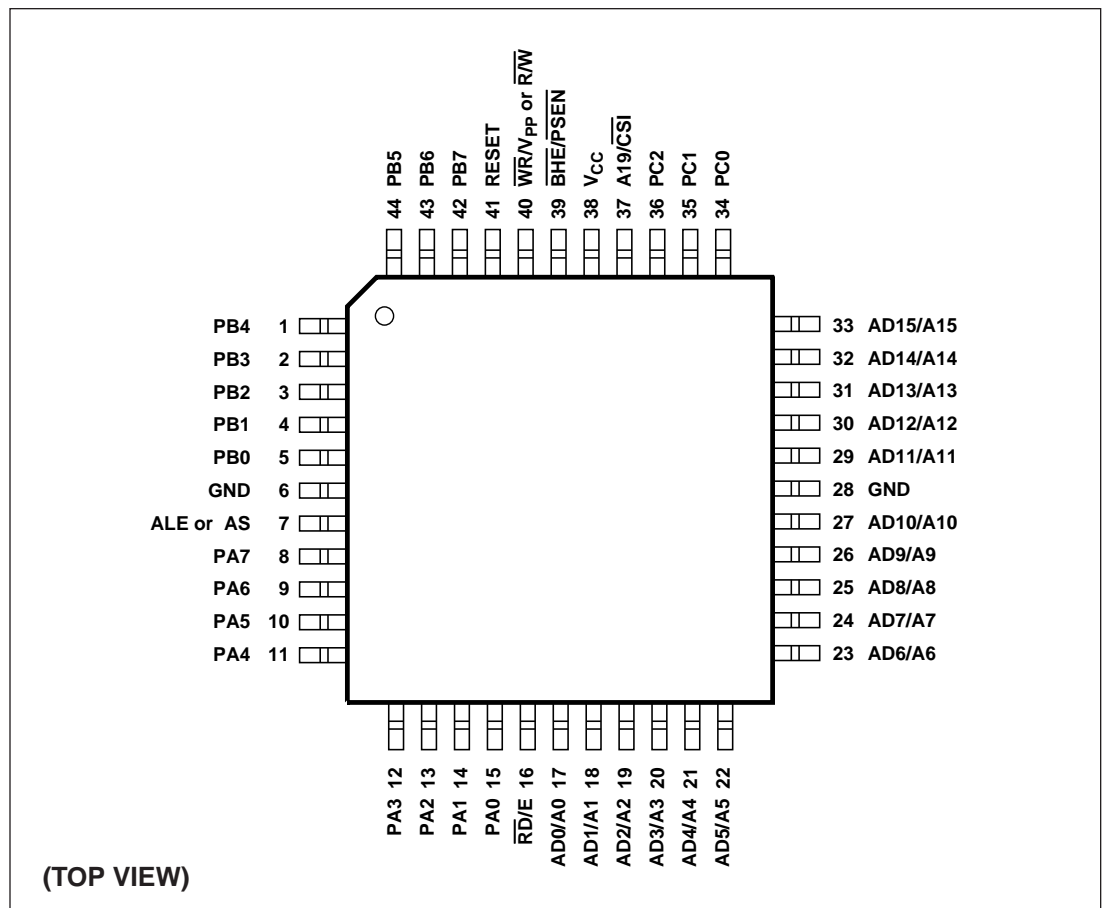 44 PB5
43 PB6
42 PB7
41 RESET
40 W̅R̅/VPP or R̅/̅W̅
39 B̅H̅E̅/P̅S̅E̅N̅
38 VCC
37 A19/C̅S̅I̅
36 PC2
35 PC1
34 PC0
PB4 1
PB3 2
PB2 3
PB1 4
PB0 5
GND 6
ALE or AS 7
PA7 8
PA6 9
PA5 10
PA4 11
33 AD15/A15
32 AD14/A14
31 AD13/A13
30 AD12/A12
29 AD11/A11
28 GND
27 AD10/A10
26 AD9/A9
25 AD8/A8
24 AD7/A7
23 AD6/A6
PA3 12
PA2 13
PA1 14
PA0 15
R̅D̅/E 16
AD0/A0 17
AD1/A1 18
AD2/A2 19
AD3/A3 20
AD4/A4 21
AD5/A5 22
(TOP VIEW)